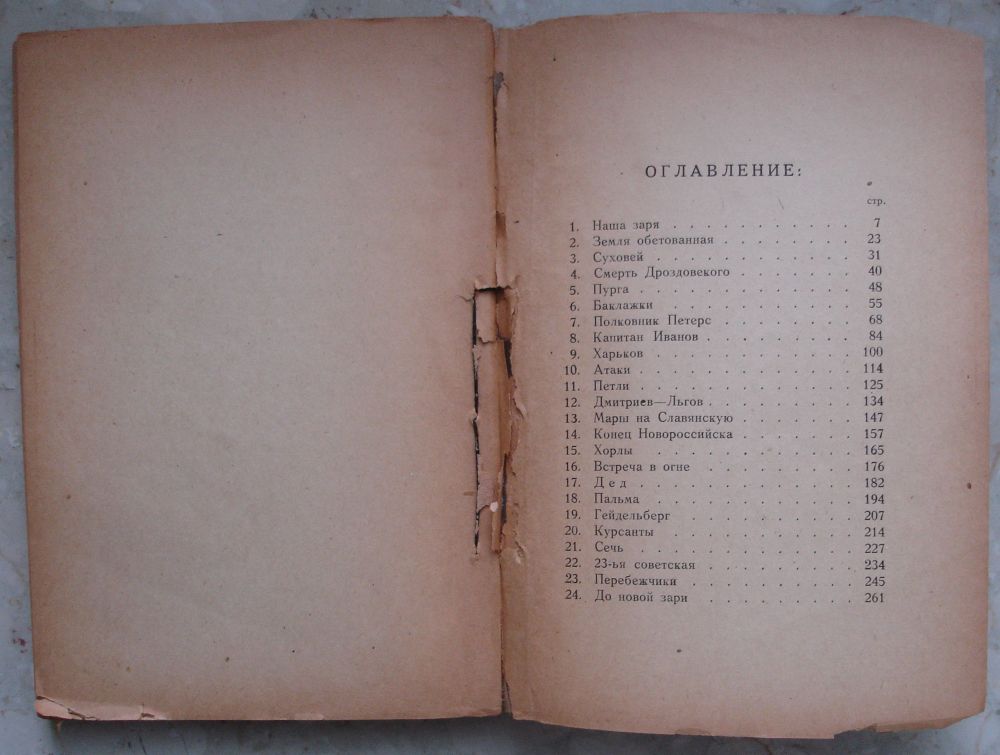 ОГЛАВЛЕНИЕ:
стр.
1. Наша заря . . . . . . . . . . . 7
2. Земля обетованная . . . . . . . . 23
3. Суховей . . . . . . . . . . . . 31
4. Смерть Дроздовекого . . . . . . . 40
5. Пурга . . . . . . . . . . . . . 48
6. Баклажки . . . . . . . . . . . 55
7. Полковник Петерс . . . . . . . . 68
8. Капитан Иванов . . . . . . . . . 84
9. Харьков . . . . . . . . . . . . 100
10. Атаки . . . . . . . . . . . . . 114
11. Петли . . . . . . . . . . . . . 125
12. Дмитриев—Льгов . . . . . . . . . 134
13. Марш на Славянскую . . . . . . . 147
14. Конец Новороссийска . . . . . . . 157
15. Хорлы . . . . . . . . . . . . 165
16. Встреча в огне . . . . . . . . . 176
17. Дед . . . . . . . . . . . . . 182
18. Пальма . . . . . . . . . . . . 194
19. Гейдельберг . . . . . . . . . . 207
20. Курсанты . . . . . . . . . . . 214
21. Сечь . . . . . . . . . . . . . 227
22. 23-ья советская . . . . . . . . . 234
23. Перебежчики . . . . . . . . . . 245
24. До новой зари . . . . . . . . . 261